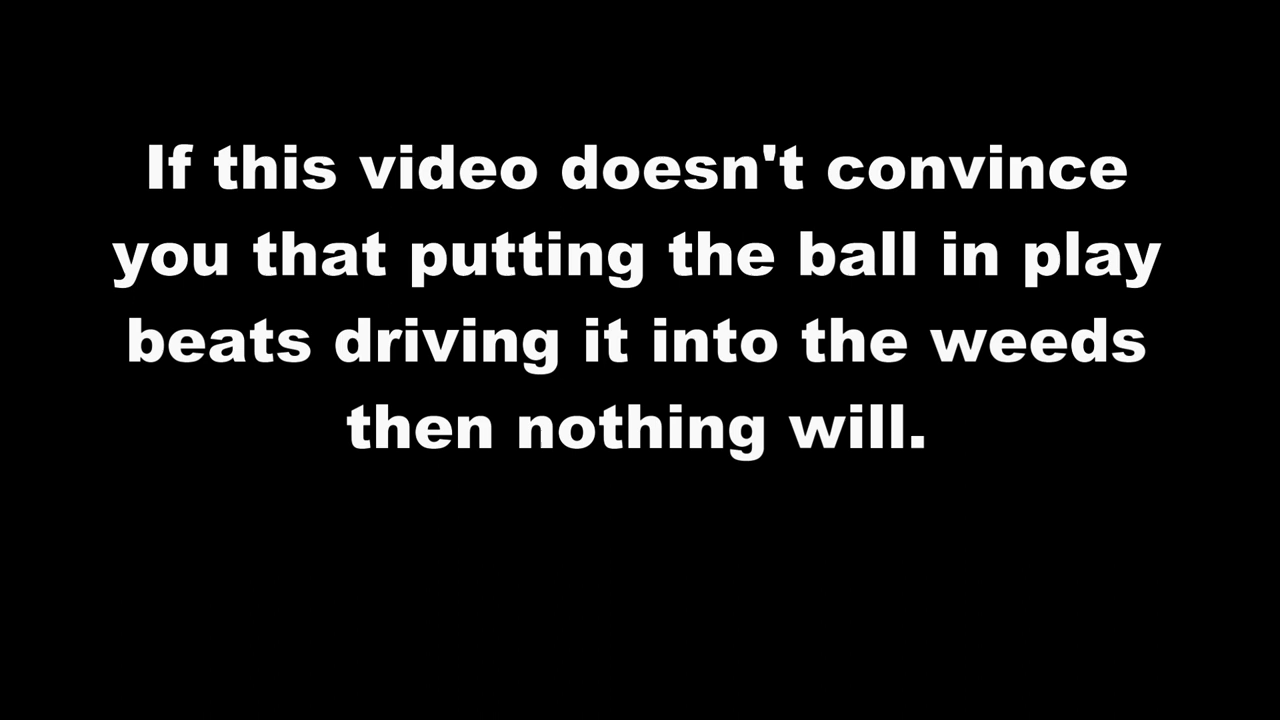 If this video doesn't convince
you that putting the ball in play
beats driving it into the weeds
then nothing will.